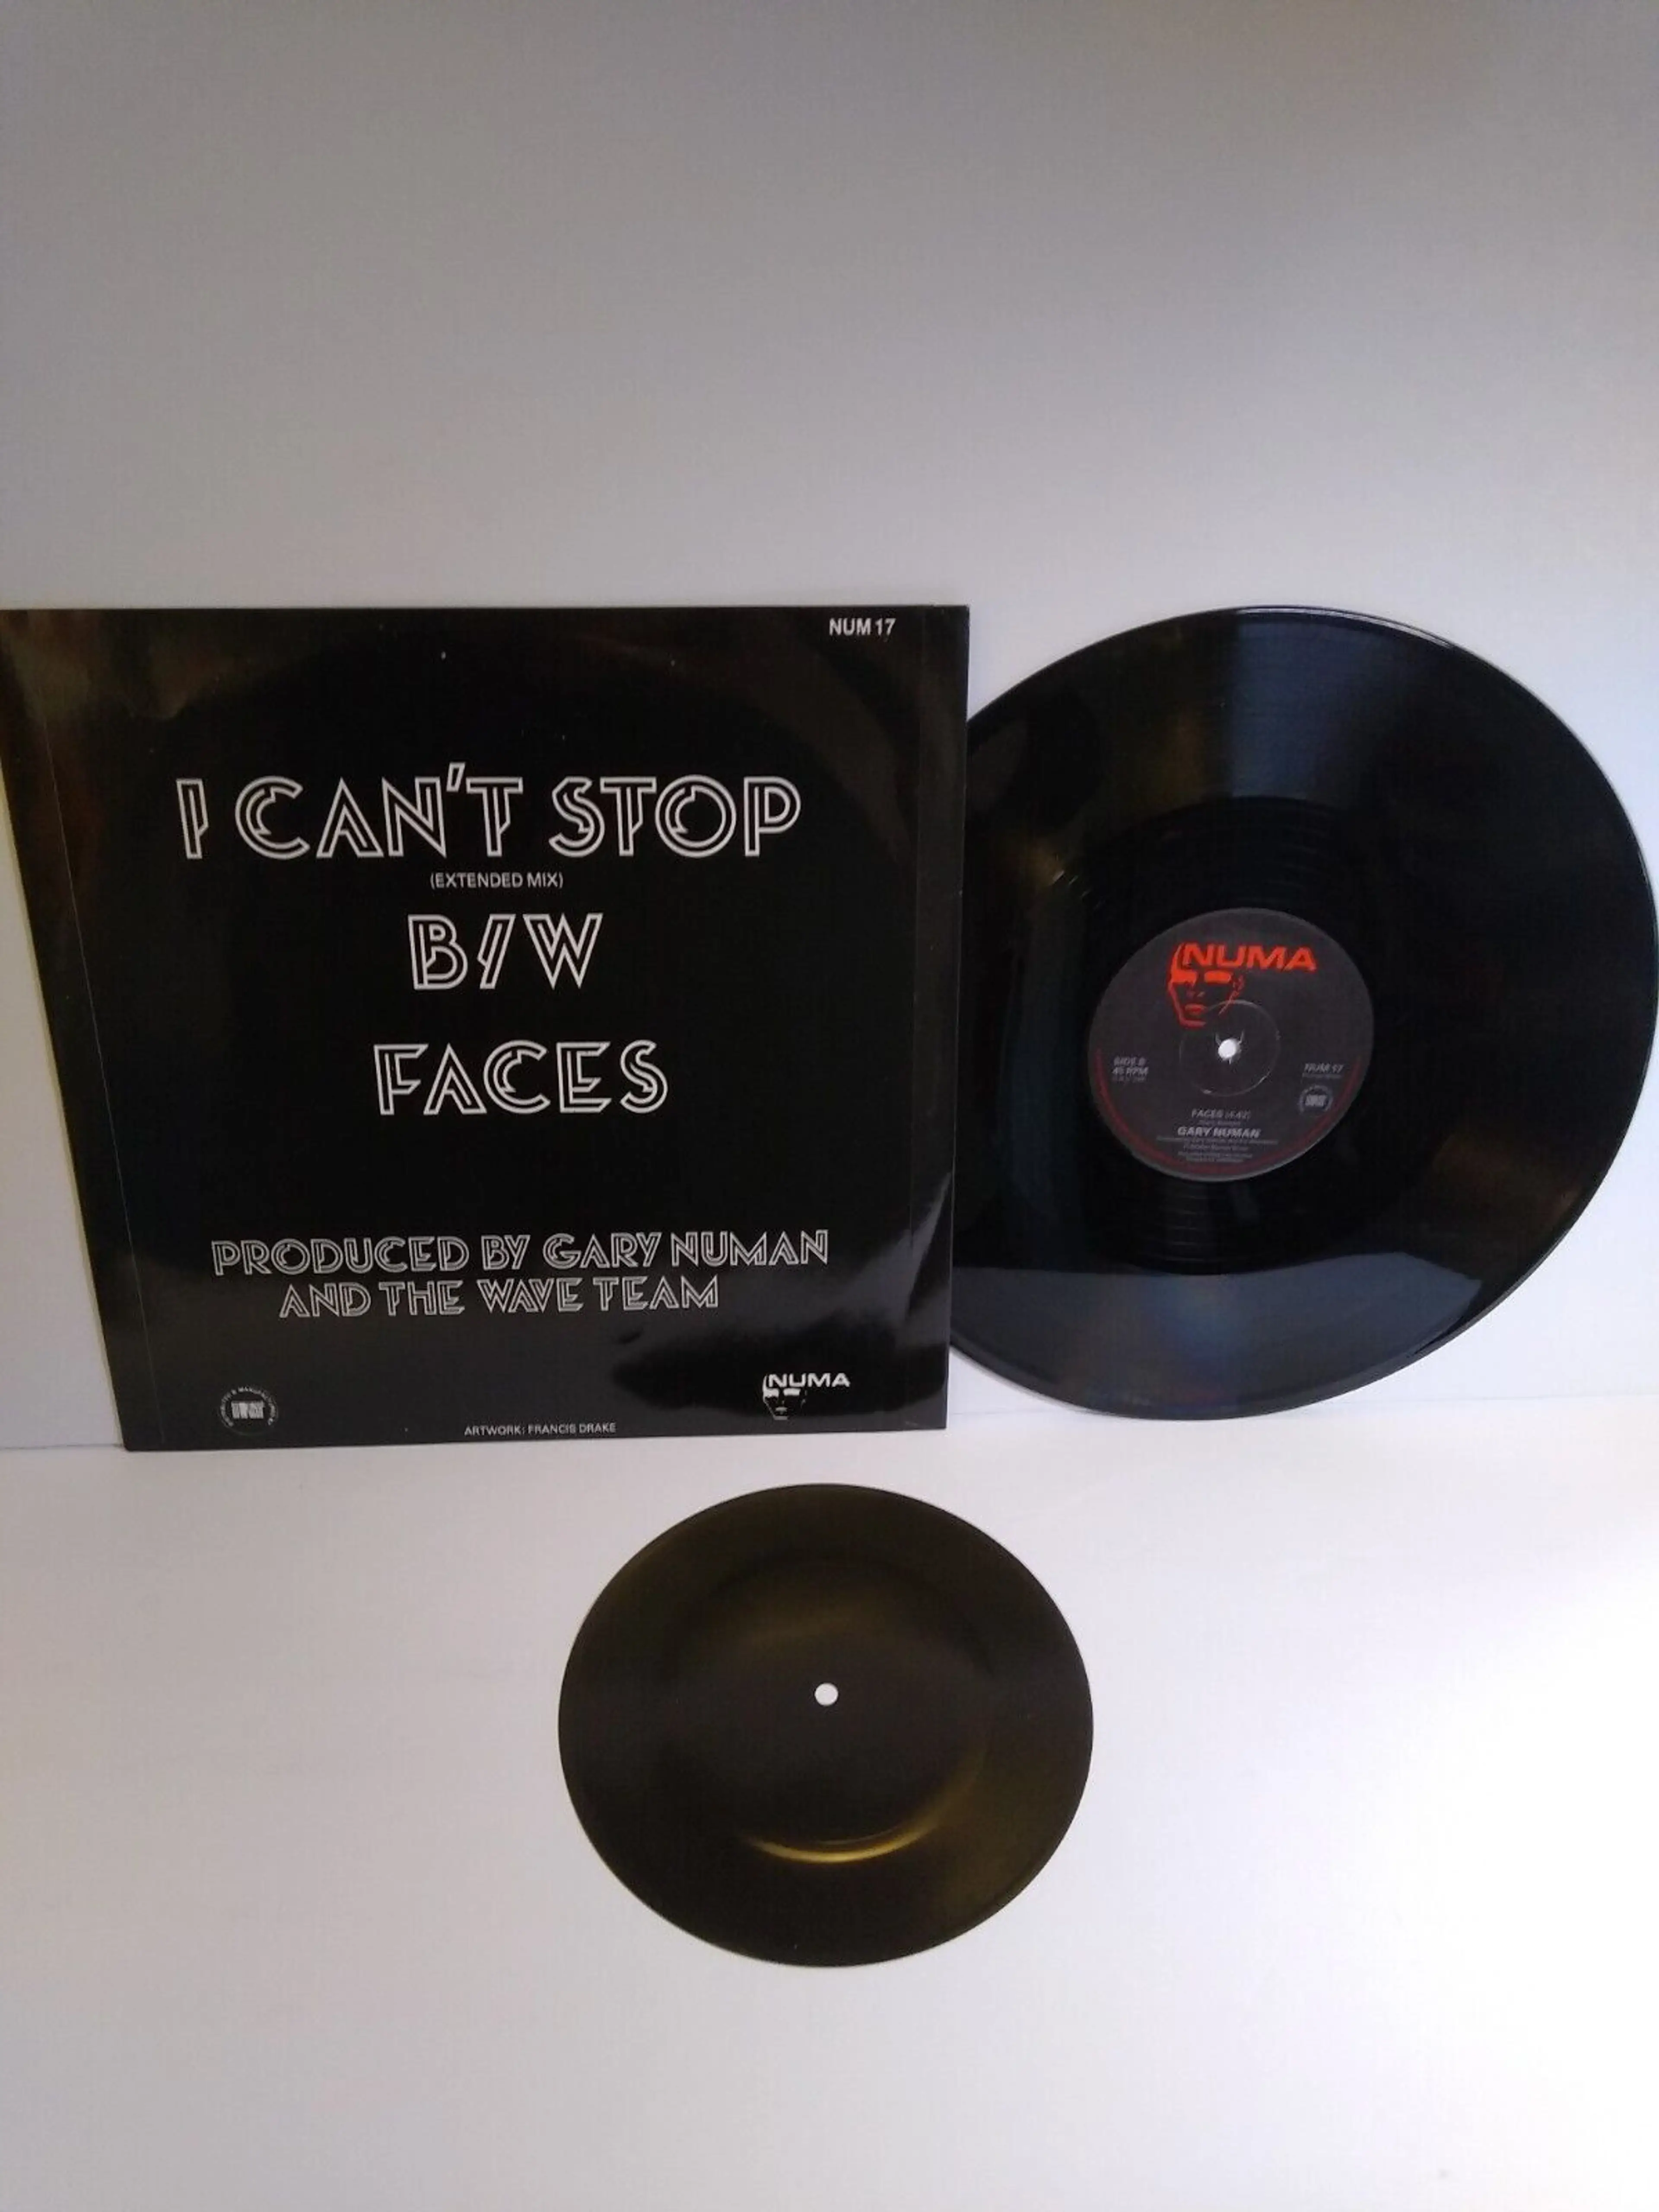 NUM 17
I CAN'T STOP
(EXTENDED MIX)
B/W
FACES
PRODUCED BY GARY NUMAN
AND THE WAVE TEAM
NUMA
ARTWORK: FRANCIS DRAKE
NUMA
SIDE B
45 RPM
NUM 17
FACES
GARY NUMAN